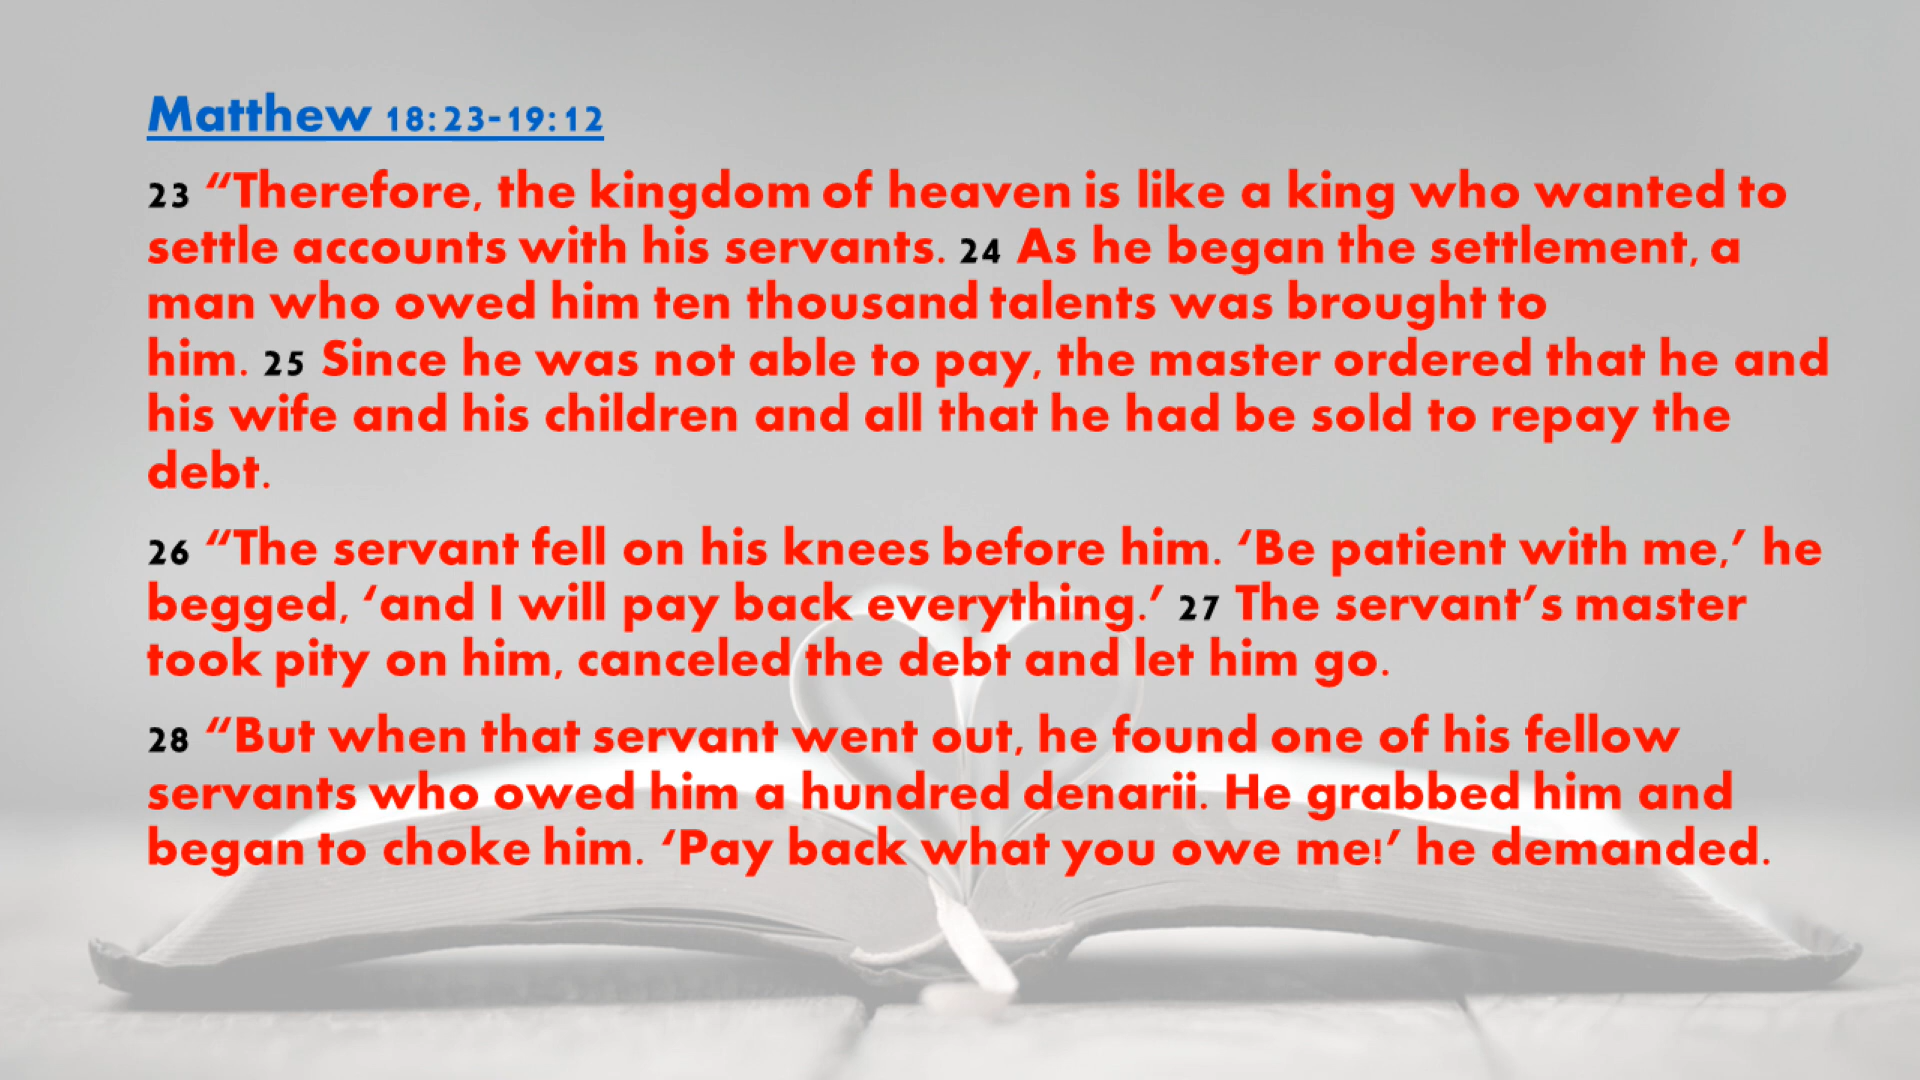 Matthew 18:23-19:12
23 “Therefore, the kingdom of heaven is like a king who wanted to
settle accounts with his servants. 24 As he began the settlement, a
man who owed him ten thousand talents was brought to
him. 25 Since he was not able to pay, the master ordered that he and
his wife and his children and all that he had be sold to repay the
debt.
26 “The servant fell on his knees before him. ‘Be patient with me,’ he
begged, ‘and I will pay back everything.’ 27 The servant’s master
took pity on him, canceled the debt and let him go.
28 “But when that servant went out, he found one of his fellow
servants who owed him a hundred denarii. He grabbed him and
began to choke him. ‘Pay back what you owe me!’ he demanded.